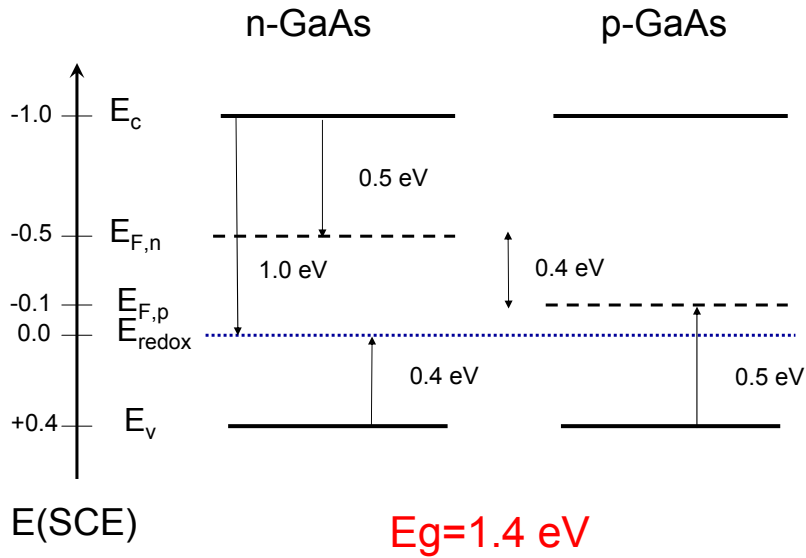 n-GaAs
p-GaAs
-1.0
E_c
0.5 eV
-0.5
E_F,n
1.0 eV
0.4 eV
-0.1
E_F,p
0.0
E_redox
0.4 eV
0.5 eV
+0.4
E_v
E(SCE)
Eg=1.4 eV